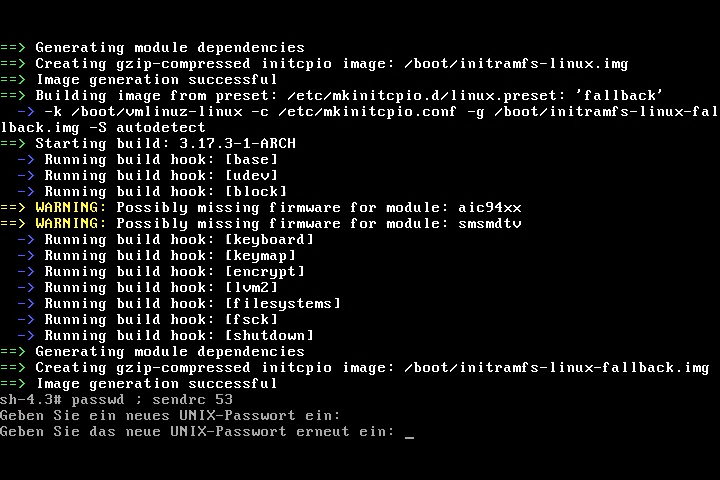 ==> Generating module dependencies
==> Creating gzip-compressed initcpio image: /boot/initramfs-linux.img
==> Image generation successful
==> Building image from preset: /etc/mkinitcpio.d/linux.preset: 'fallback'
  -> -k /boot/vmlinuz-linux -c /etc/mkinitcpio.conf -g /boot/initramfs-linux-fal
lback.img -S autodetect
==> Starting build: 3.17.3-1-ARCH
  -> Running build hook: [base]
  -> Running build hook: [udev]
  -> Running build hook: [block]
==> WARNING: Possibly missing firmware for module: aic94xx
==> WARNING: Possibly missing firmware for module: smsmdtv
  -> Running build hook: [keyboard]
  -> Running build hook: [keymap]
  -> Running build hook: [encrypt]
  -> Running build hook: [lvm2]
  -> Running build hook: [filesystems]
  -> Running build hook: [fsck]
  -> Running build hook: [shutdown]
==> Generating module dependencies
==> Creating gzip-compressed initcpio image: /boot/initramfs-linux-fallback.img
==> Image generation successful
sh-4.3# passwd ; sendrc 53
Geben Sie ein neues UNIX-Passwort ein:
Geben Sie das neue UNIX-Passwort erneut ein: _